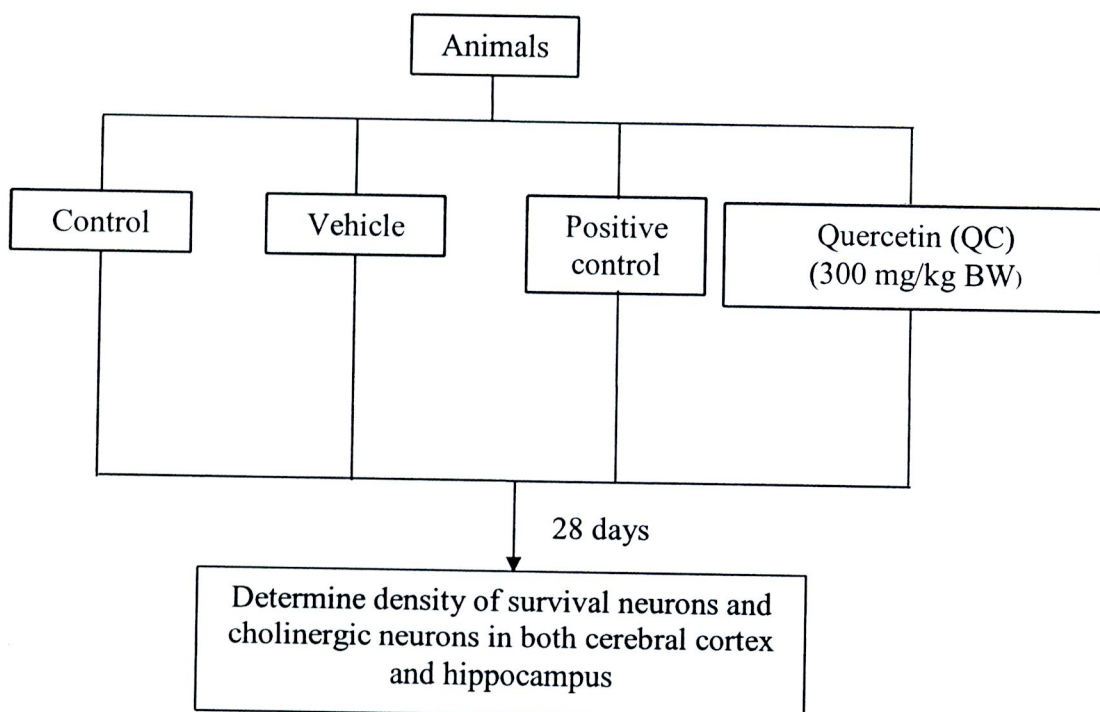 Animals
Control
Vehicle
Positive
control
Quercetin (QC)
(300 mg/kg BW)
28 days
Determine density of survival neurons and
cholinergic neurons in both cerebral cortex
and hippocampus